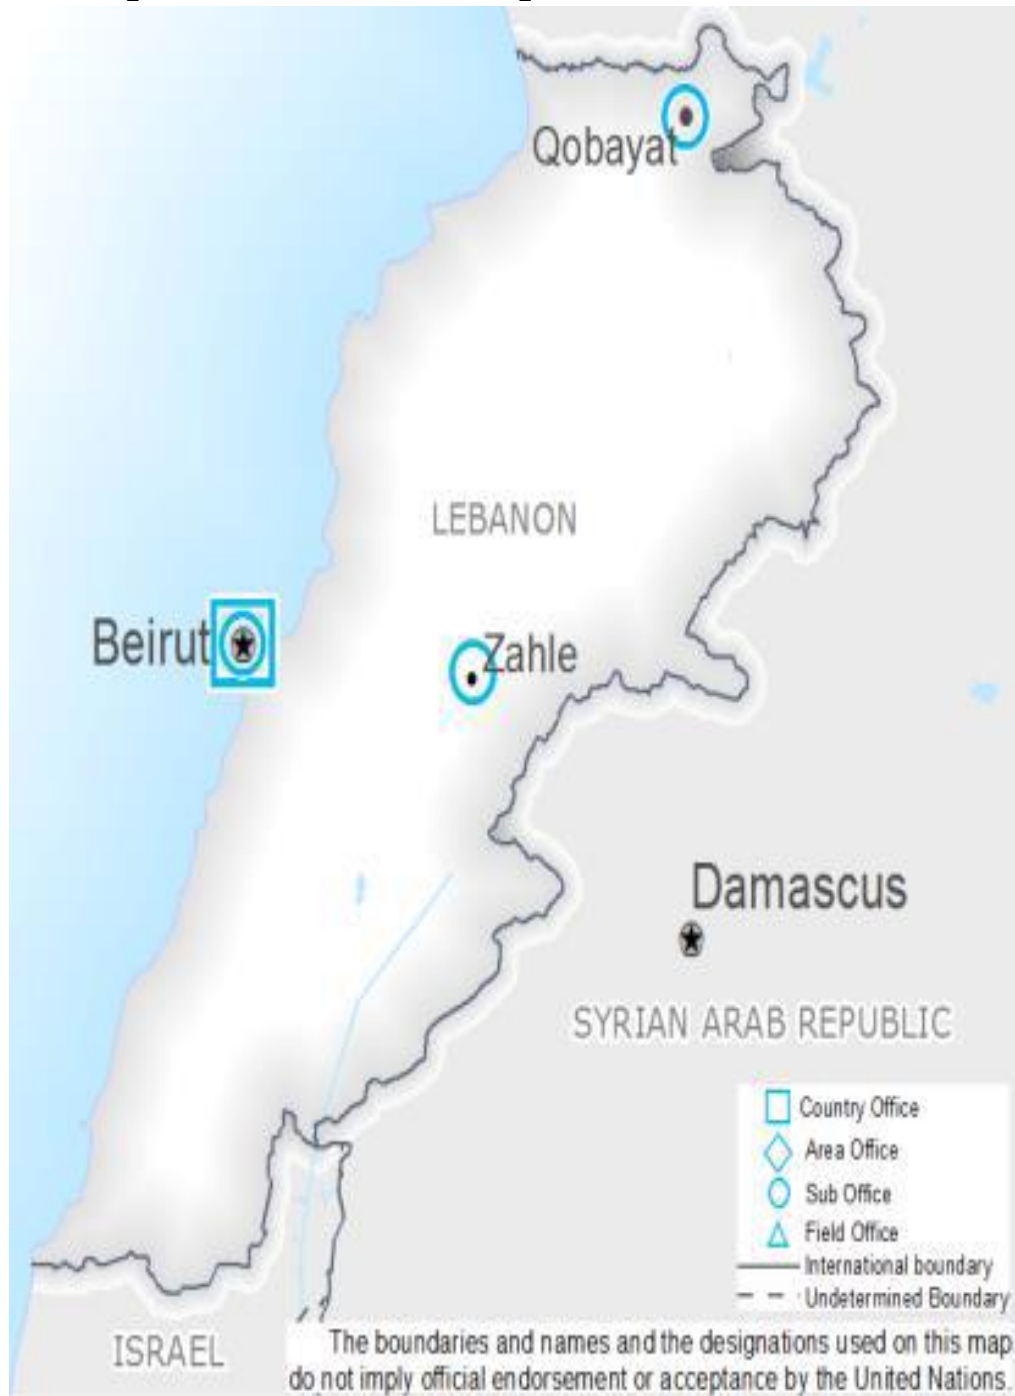 Qobayat
LEBANON
Beirut
Zahle
Damascus
SYRIAN ARAB REPUBLIC
Country Office
Area Office
Sub Office
Field Office
International boundary
Undetermined Boundary
ISRAEL
The boundaries and names and the designations used on this map
do not imply official endorsement or acceptance by the United Nations.